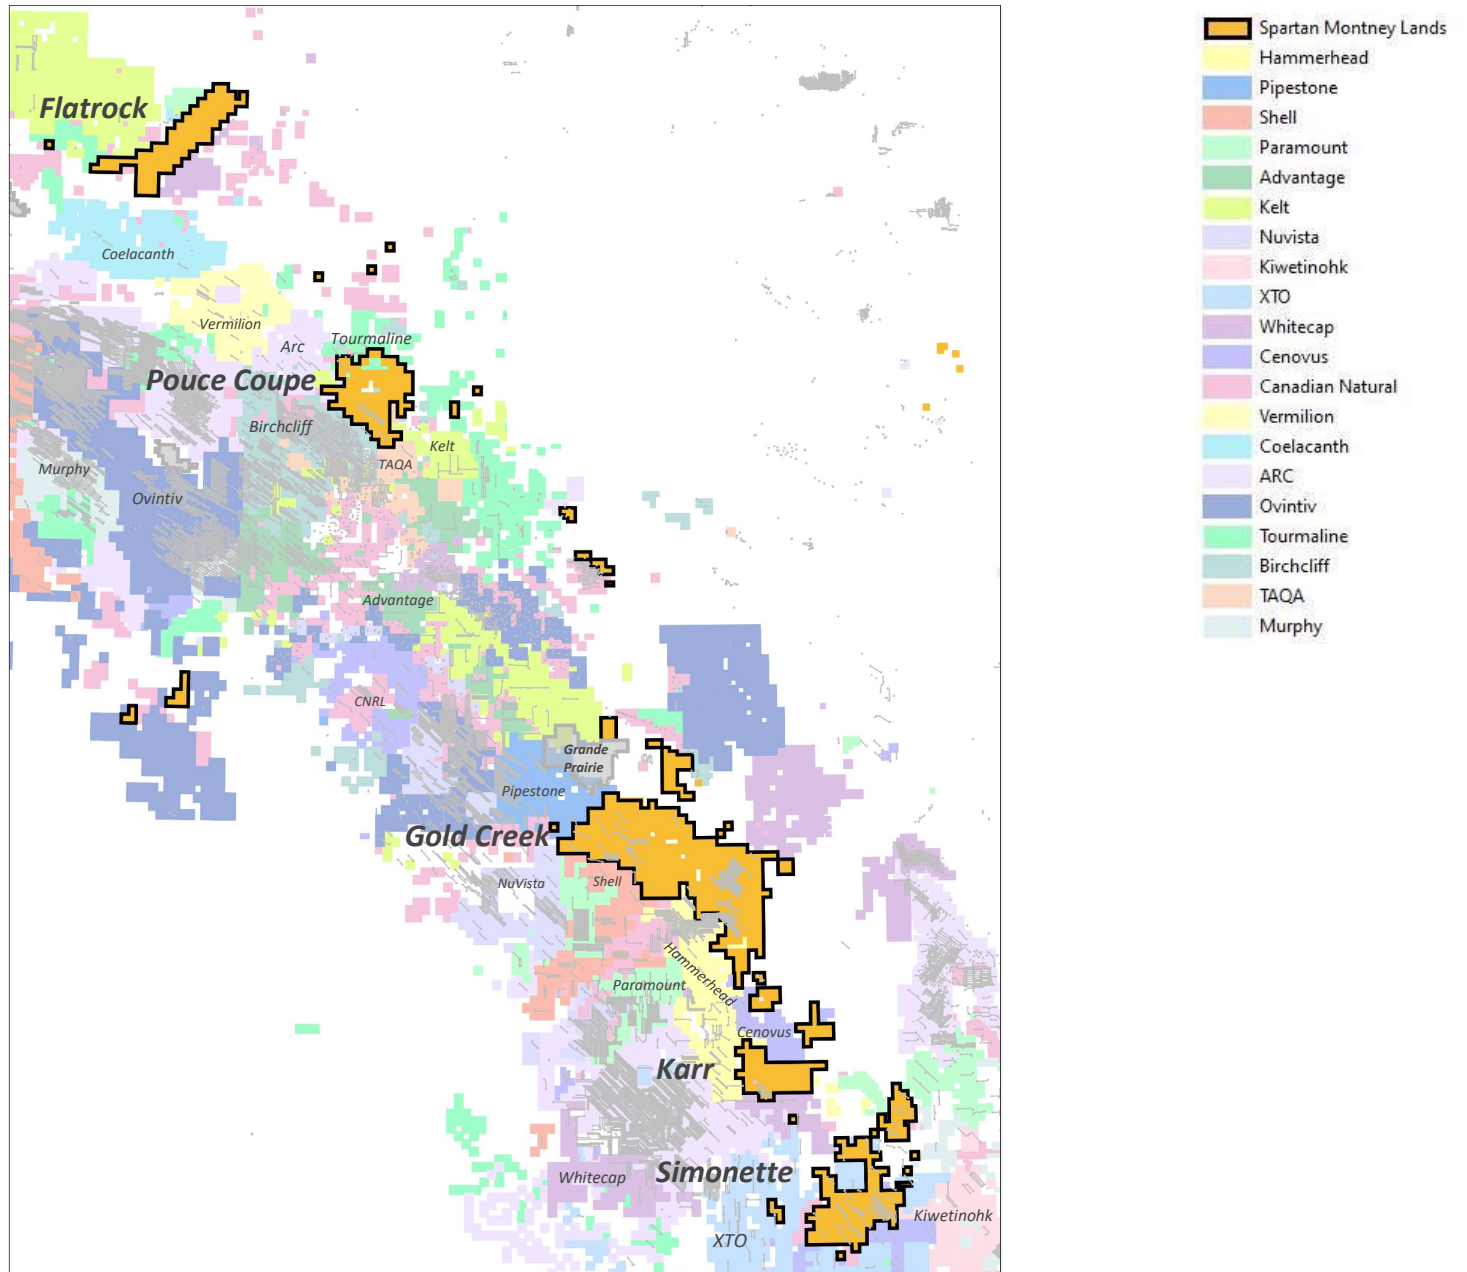 Flatrock
Coelacanth
Vermilion
Arc
Tourmaline
Pouce Coupe
Birchcliff
Kelt
TAQA
Murphy
Ovintiv
Advantage
CNRL
Grande
Prairie
Pipestone
Gold Creek
NuVista
Shell
Hammerhead
Paramount
Cenovus
Karr
Simonette
Whitecap
Kiwetinohk
XTO
Spartan Montney Lands
Hammerhead
Pipestone
Shell
Paramount
Advantage
Kelt
Nuvista
Kiwetinohk
XTO
Whitecap
Cenovus
Canadian Natural
Vermilion
Coelacanth
ARC
Ovintiv
Tourmaline
Birchcliff
TAQA
Murphy